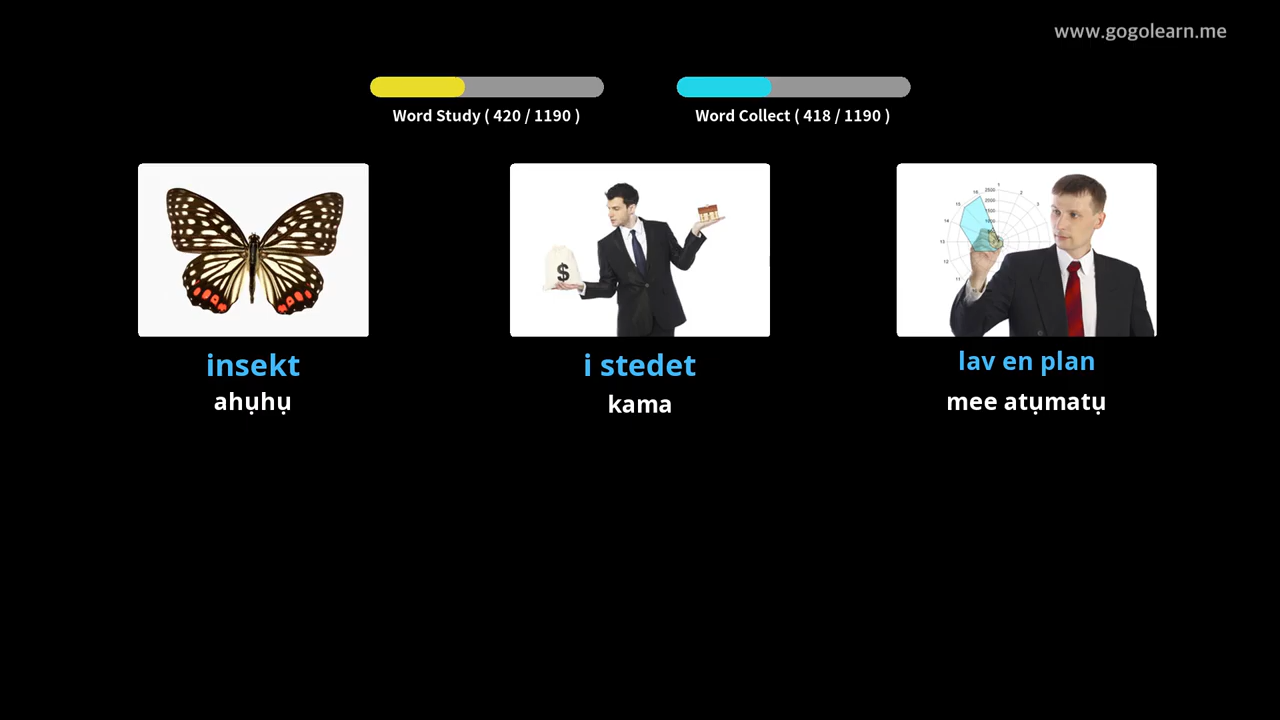 www.gogolearn.me
Word Study ( 420 / 1190 )
Word Collect ( 418 / 1190 )
$
insekt
ahụhụ
i stedet
kama
lav en plan
mee atụmatụ